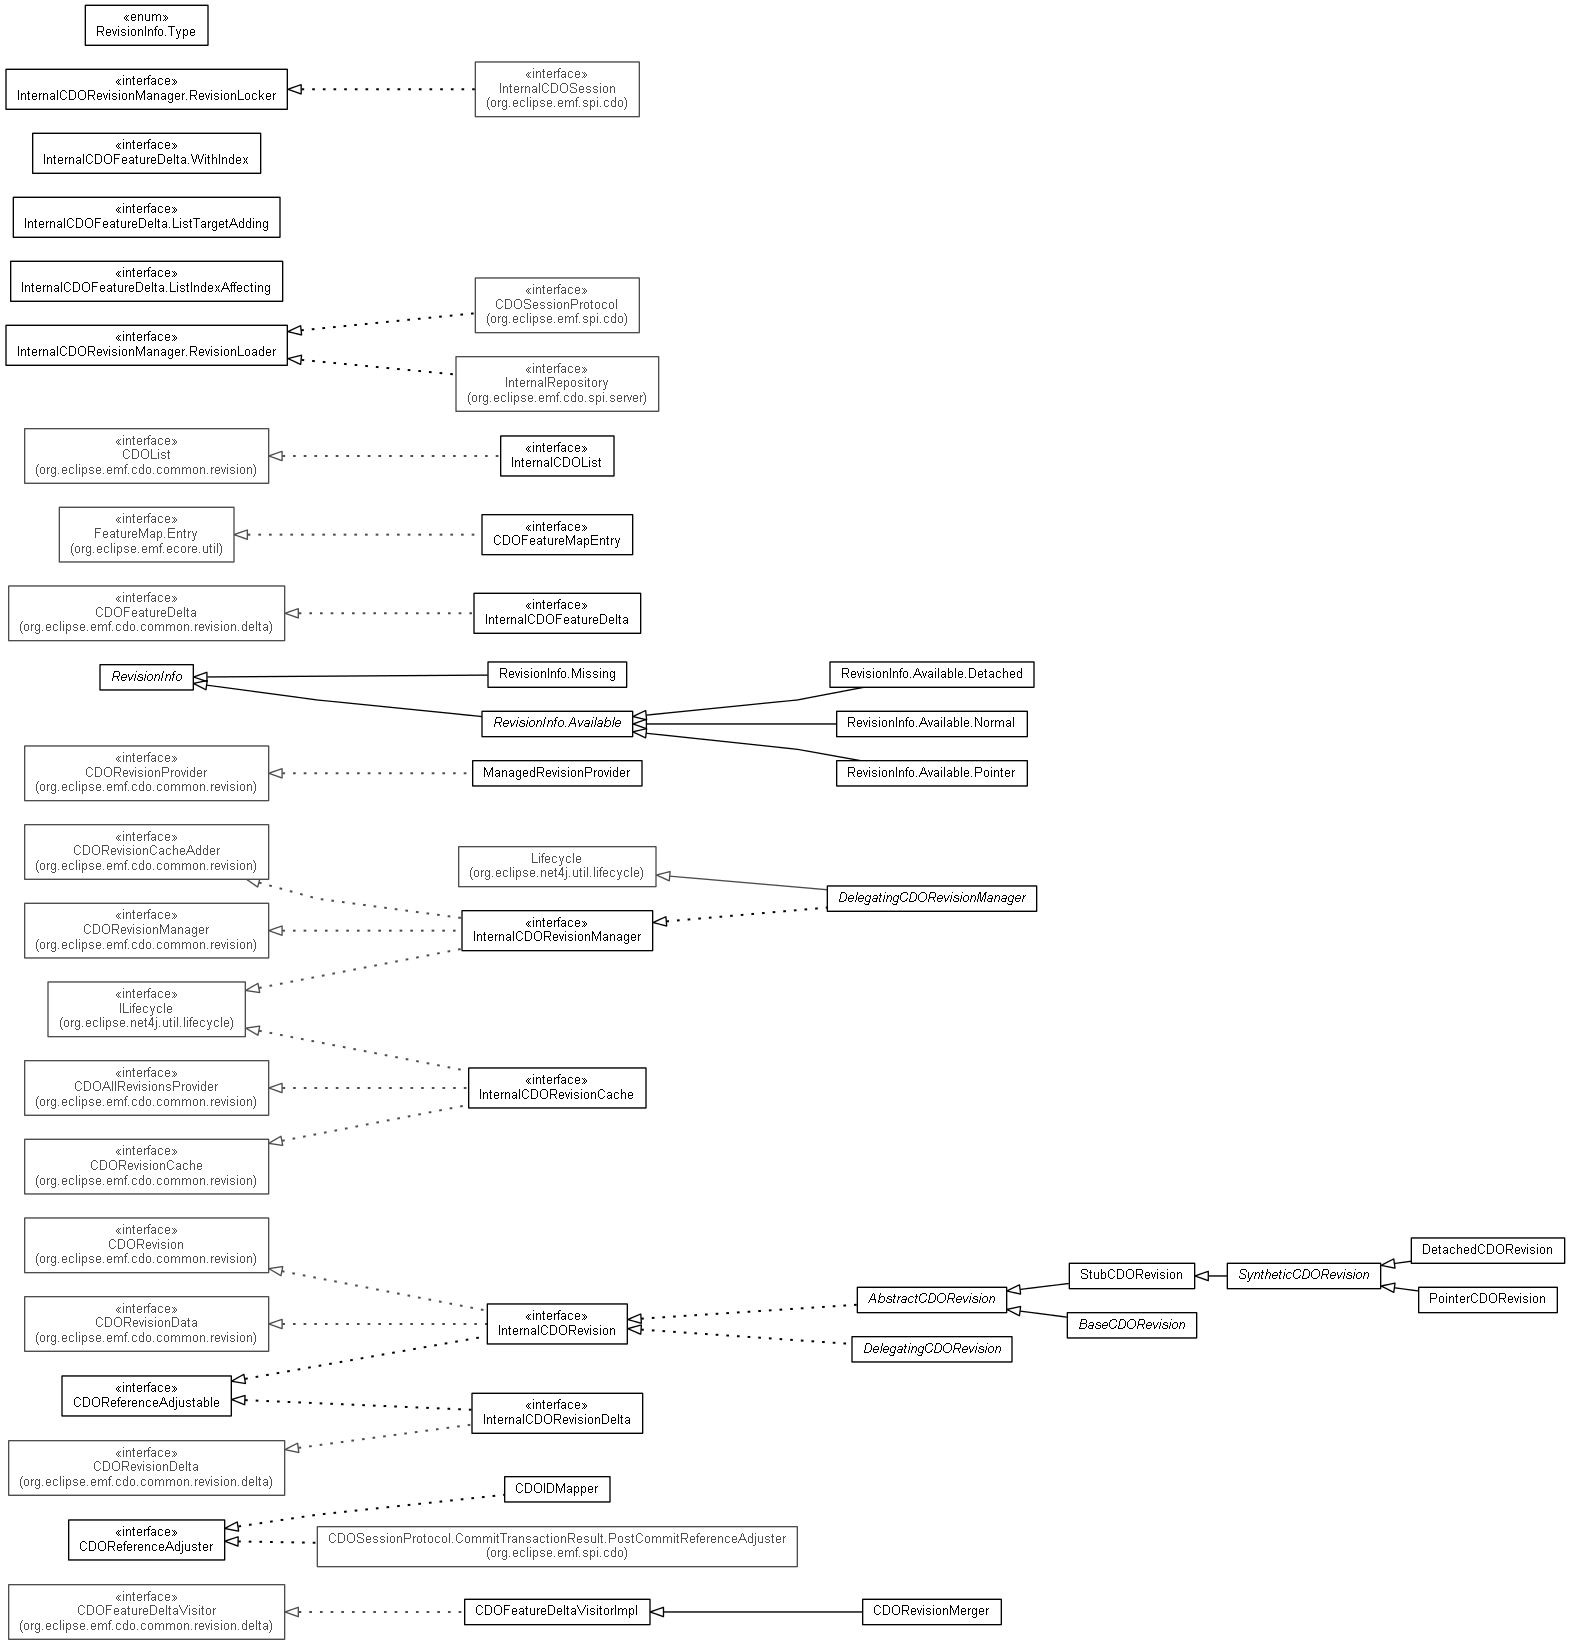 «enum»
RevisionInfo.Type
«interface»
InternalCDORevisionManager.RevisionLocker
«interface»
InternalCDOSession
(org.eclipse.emf.spi.cdo)
«interface»
InternalCDOFeatureDelta.WithIndex
«interface»
InternalCDOFeatureDelta.ListTargetAdding
«interface»
InternalCDOFeatureDelta.ListIndexAffecting
«interface»
CDOSessionProtocol
(org.eclipse.emf.spi.cdo)
«interface»
InternalCDORevisionManager.RevisionLoader
«interface»
InternalRepository
(org.eclipse.emf.cdo.spi.server)
«interface»
CDOList
(org.eclipse.emf.cdo.common.revision)
«interface»
InternalCDOList
«interface»
FeatureMap.Entry
(org.eclipse.emf.ecore.util)
«interface»
CDOFeatureMapEntry
«interface»
CDOFeatureDelta
(org.eclipse.emf.cdo.common.revision.delta)
«interface»
InternalCDOFeatureDelta
RevisionInfo
RevisionInfo.Missing
RevisionInfo.Available.Detached
RevisionInfo.Available
RevisionInfo.Available.Normal
«interface»
CDORevisionProvider
(org.eclipse.emf.cdo.common.revision)
ManagedRevisionProvider
RevisionInfo.Available.Pointer
«interface»
CDORevisionCacheAdder
(org.eclipse.emf.cdo.common.revision)
Lifecycle
(org.eclipse.net4j.util.lifecycle)
DelegatingCDORevisionManager
«interface»
CDORevisionManager
(org.eclipse.emf.cdo.common.revision)
«interface»
InternalCDORevisionManager
«interface»
ILifecycle
(org.eclipse.net4j.util.lifecycle)
«interface»
CDOAllRevisionsProvider
(org.eclipse.emf.cdo.common.revision)
«interface»
InternalCDORevisionCache
«interface»
CDORevisionCache
(org.eclipse.emf.cdo.common.revision)
«interface»
CDORevision
(org.eclipse.emf.cdo.common.revision)
DetachedCDORevision
StubCDORevision
SyntheticCDORevision
AbstractCDORevision
PointerCDORevision
«interface»
CDORevisionData
(org.eclipse.emf.cdo.common.revision)
«interface»
InternalCDORevision
BaseCDORevision
DelegatingCDORevision
«interface»
CDOReferenceAdjustable
«interface»
InternalCDORevisionDelta
«interface»
CDORevisionDelta
(org.eclipse.emf.cdo.common.revision.delta)
CDOIDMapper
«interface»
CDOReferenceAdjuster
CDOSessionProtocol.CommitTransactionResult.PostCommitReferenceAdjuster
(org.eclipse.emf.spi.cdo)
«interface»
CDOFeatureDeltaVisitor
(org.eclipse.emf.cdo.common.revision.delta)
CDOFeatureDeltaVisitorImpl
CDORevisionMerger